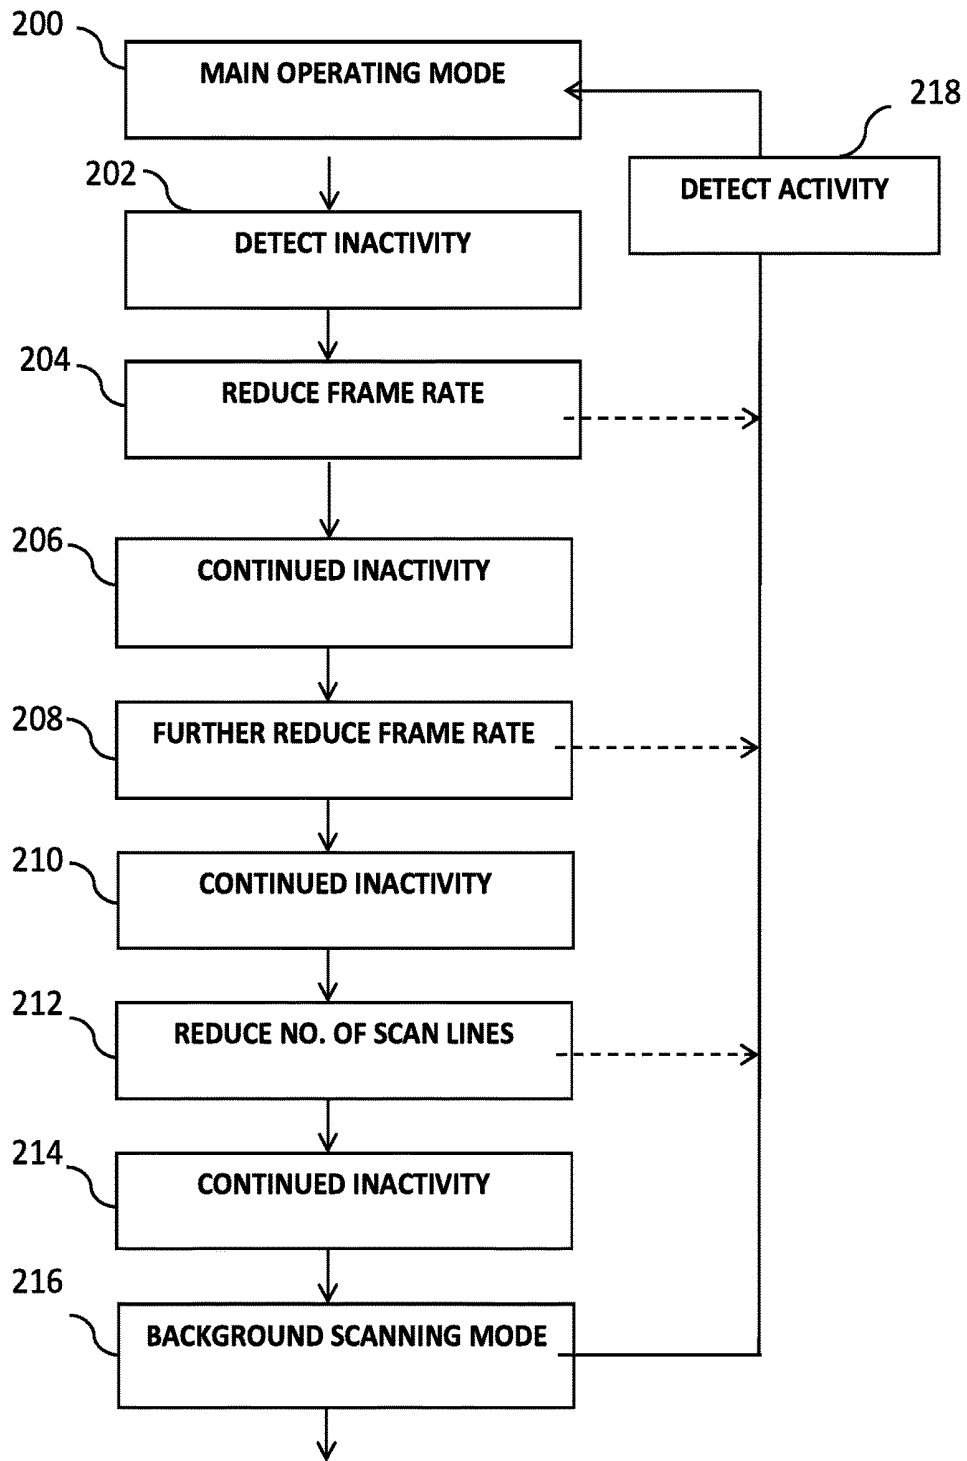 200
MAIN OPERATING MODE
218
DETECT ACTIVITY
202
DETECT INACTIVITY
204
REDUCE FRAME RATE
206
CONTINUED INACTIVITY
208
FURTHER REDUCE FRAME RATE
210
CONTINUED INACTIVITY
212
REDUCE NO. OF SCAN LINES
214
CONTINUED INACTIVITY
216
BACKGROUND SCANNING MODE